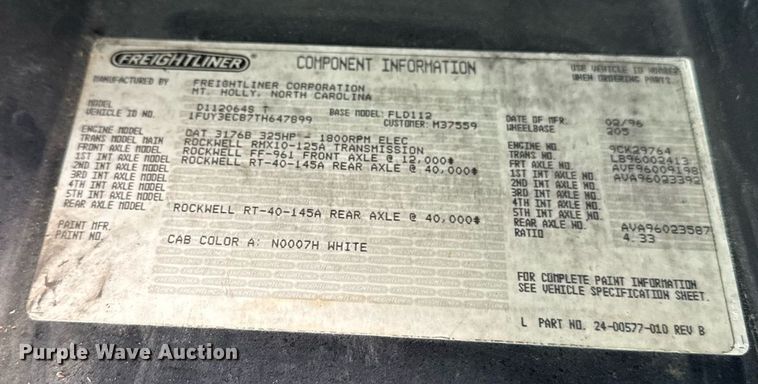 FREIGHTLINER COMPONENT INFORMATION USE VEHICLE ID NUMBER
WHEN ORDERING PARTS.
MANUFACTURED BY FREIGHTLINER CORPORATION
MT. HOLLY, NORTH CAROLINA
MODEL D112064S T BASE MODEL: FLD112 DATE OF MFR. 02/96
VEHICLE ID NO. 1FUY3ECB7TH647899 CUSTOMER: M37559 WHEELBASE 205
ENGINE MODEL CAT 3176B 325HP - 1800RPM ELEC ENGINE NO. 9CK29764
TRANS MODEL MAIN ROCKWELL RMX10-125A TRANSMISSION TRANS NO. LB96002413
FRONT AXLE MODEL ROCKWELL FF-961 FRONT AXLE @ 12,000# FRT AXLE NO. AVF96009198
1ST INT AXLE MODEL ROCKWELL RT-40-145A REAR AXLE @ 40,000# 1ST INT AXLE NO. AVA96023392
2ND INT AXLE MODEL 2ND INT AXLE NO.
3RD INT AXLE MODEL 3RD INT AXLE NO.
4TH INT AXLE MODEL 4TH INT AXLE NO.
5TH INT AXLE MODEL 5TH INT AXLE NO.
REAR AXLE MODEL ROCKWELL RT-40-145A REAR AXLE @ 40,000# REAR AXLE NO. AVA96023587
RATIO 4.33
PAINT MFR.
PAINT NO. CAB COLOR A: N0007H WHITE
FOR COMPLETE PAINT INFORMATION
SEE VEHICLE SPECIFICATION SHEET.
L PART NO. 24-00577-010 REV B
Purple Wave Auction